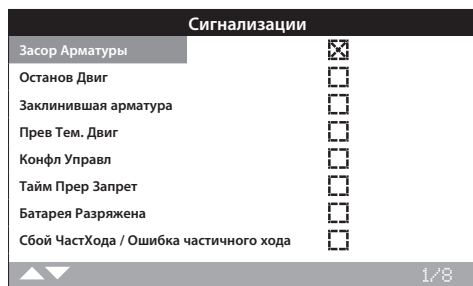 Сигнализации
Засор Арматуры
Останов Двиг
Заклинившая арматура
Прев Тем. Двиг
Конфл Управл
Тайм Прер Запрет
Батарея Разряжена
Сбой ЧастХода / Ошибка частичного хода
1/8